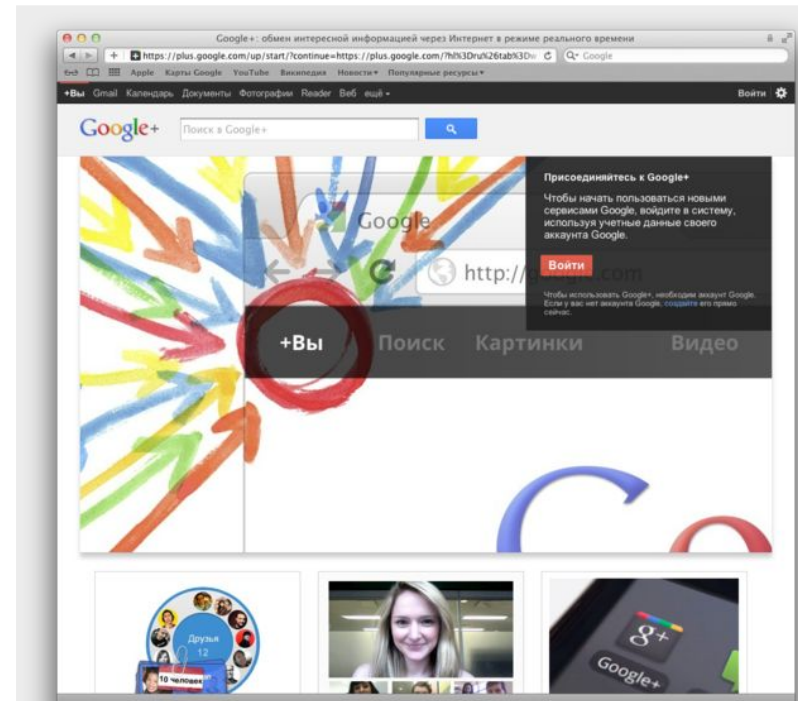 Google+: обмен интересной информацией через Интернет в режиме реального времени
https://plus.google.com/up/start/?continue=https://plus.google.com/?hl%3Dru%26tab%3Dw
Google
Apple Карты Google YouTube Википедия Новости Популярные ресурсы
+Вы Gmail Календарь Документы Фотографии Reader Веб ещё
Войти
Google+
Поиск в Google+
Присоединяйтесь к Google+
Чтобы начать пользоваться новыми
сервисами Google, войдите в систему,
используя учетные данные своего
аккаунта Google.
Войти
Чтобы использовать Google+, необходим аккаунт Google.
Если у вас нет аккаунта Google, создайте его прямо
сейчас.
Google
http://google.com
+Вы Поиск Картинки Видео
Go
Друзья
12
10 человек
g+
Google+